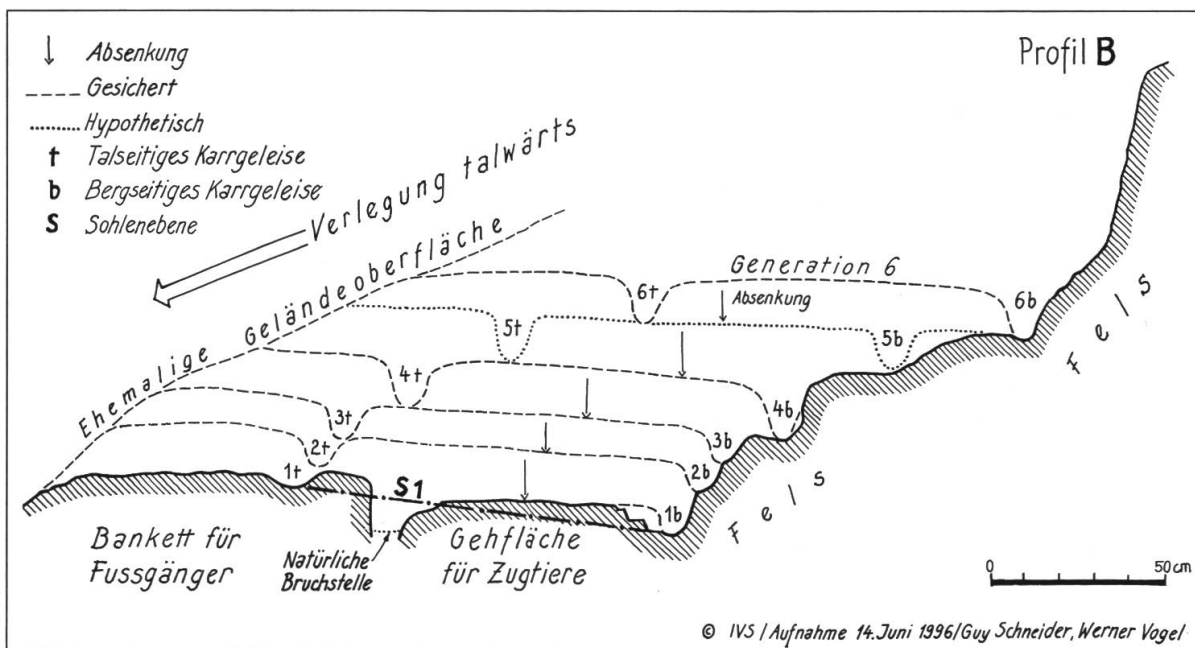 Profil B
↓ Absenkung
Gesichert
Hypothetisch
t Talseitiges Karrgeleise
b Bergseitiges Karrgeleise
S Sohlenebene
Verlegung talwärts
Ehemalige Geländeoberfläche
Generation 6
Absenkung
6t
6b
5t
5b
4t
4b
3t
3b
2t
2b
1t
S1
1b
Fels
Fels
Bankett für
Fussgänger
Natürliche
Bruchstelle
Gehfläche
für Zugtiere
0 50 cm
© IVS / Aufnahme 14. Juni 1996/Guy Schneider, Werner Vogel